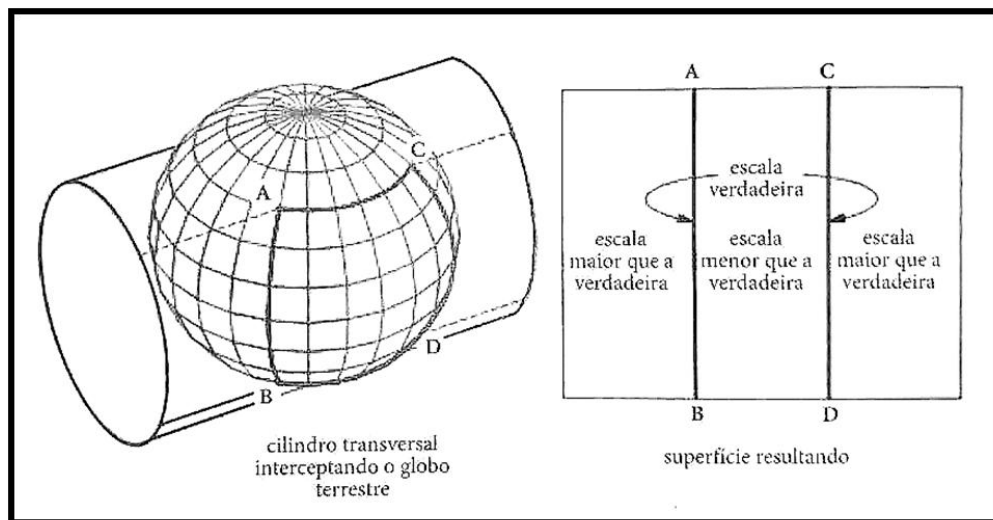 A
C
B
D
cilindro transversal
interceptando o globo
terrestre
A
C
escala
verdadeira
escala
maior que a
verdadeira
escala
menor que a
verdadeira
escala
maior que a
verdadeira
B
D
superfície resultando